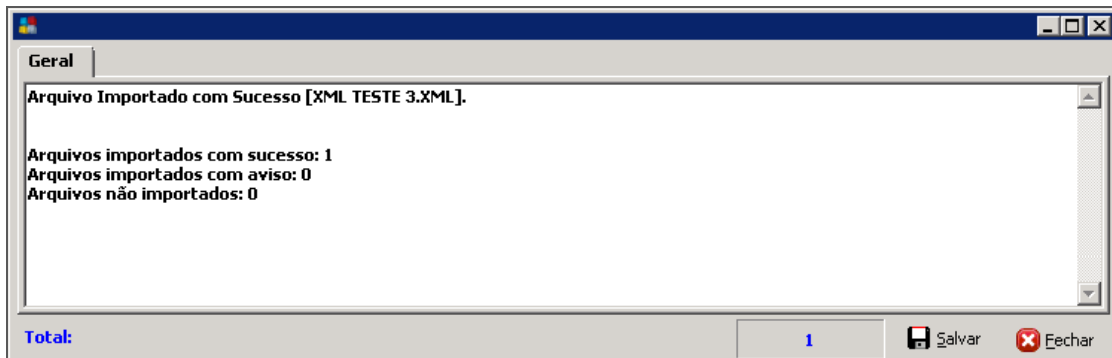 Geral
Arquivo Importado com Sucesso [XML TESTE 3.XML].
Arquivos importados com sucesso: 1
Arquivos importados com aviso: 0
Arquivos não importados: 0
Total: 1 Salvar Fechar